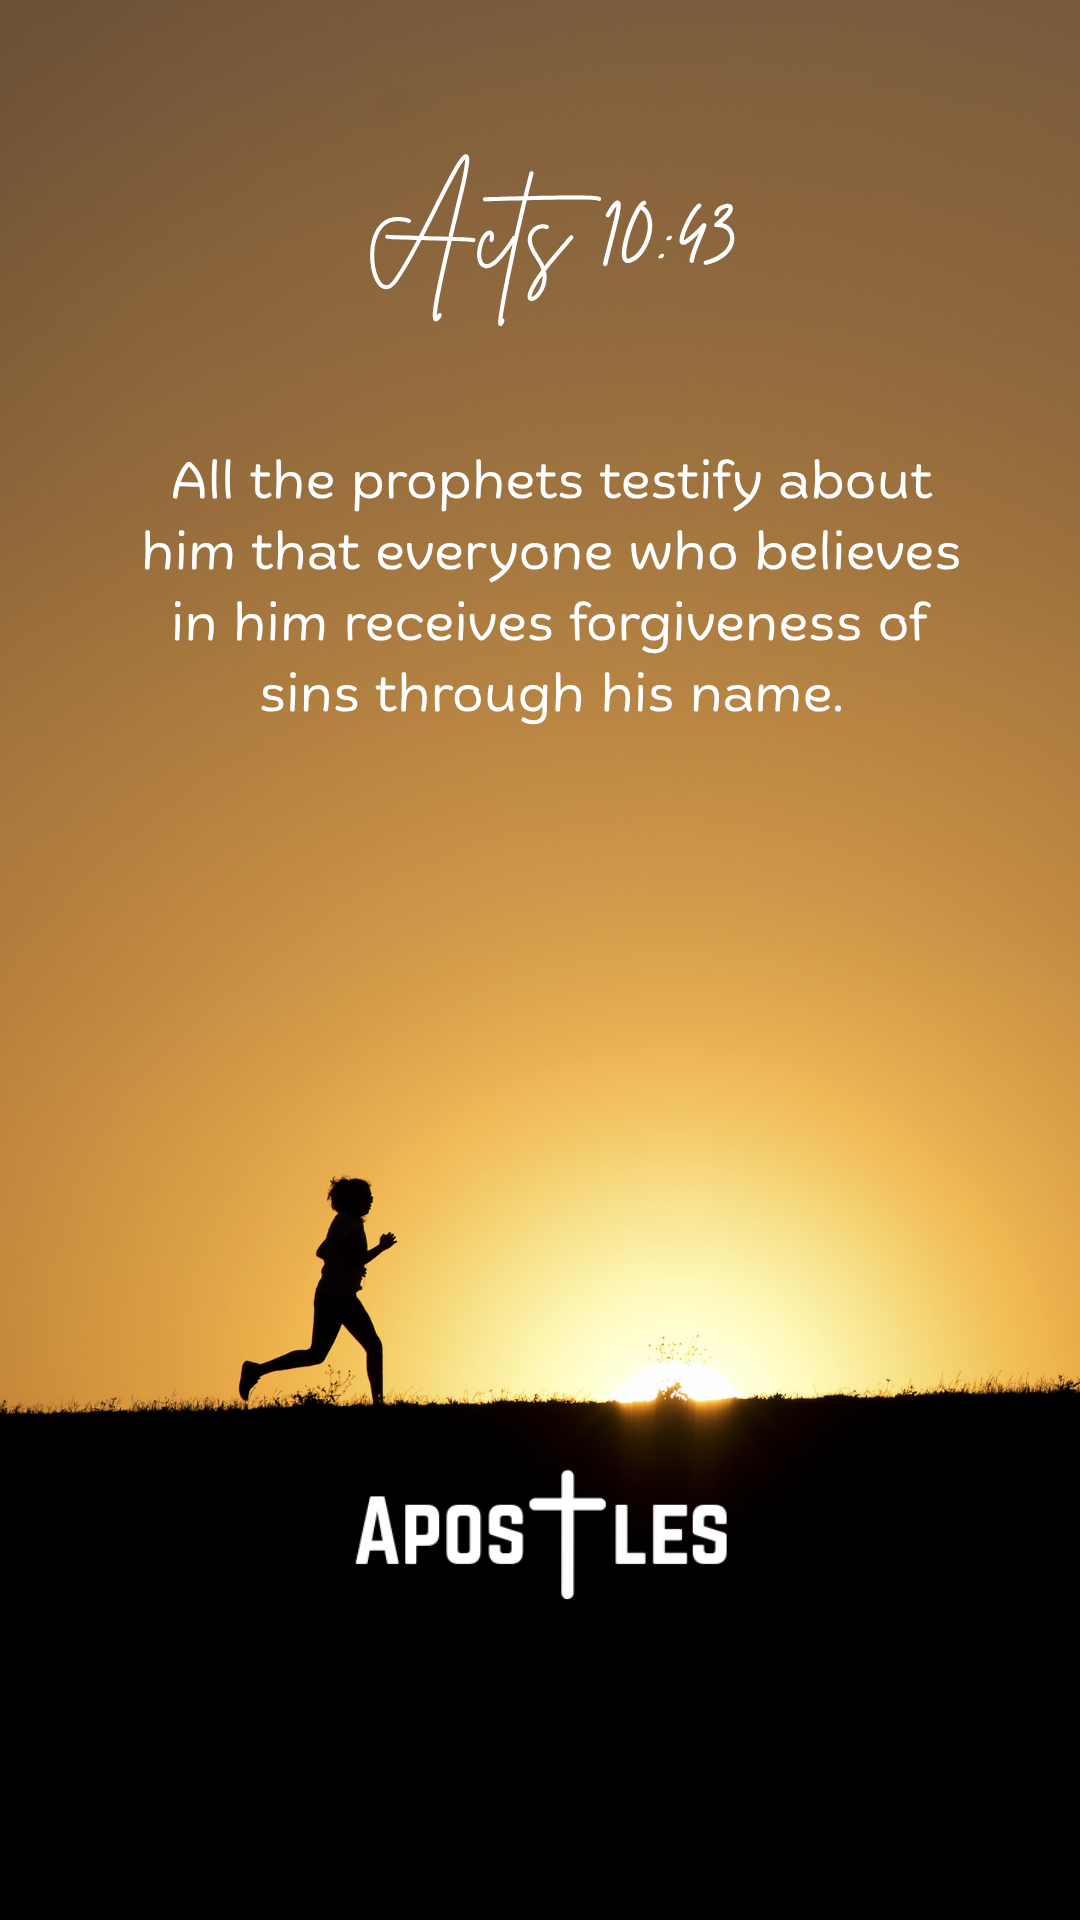 Acts 10:43
All the prophets testify about
him that everyone who believes
in him receives forgiveness of
sins through his name.
APOSTLES